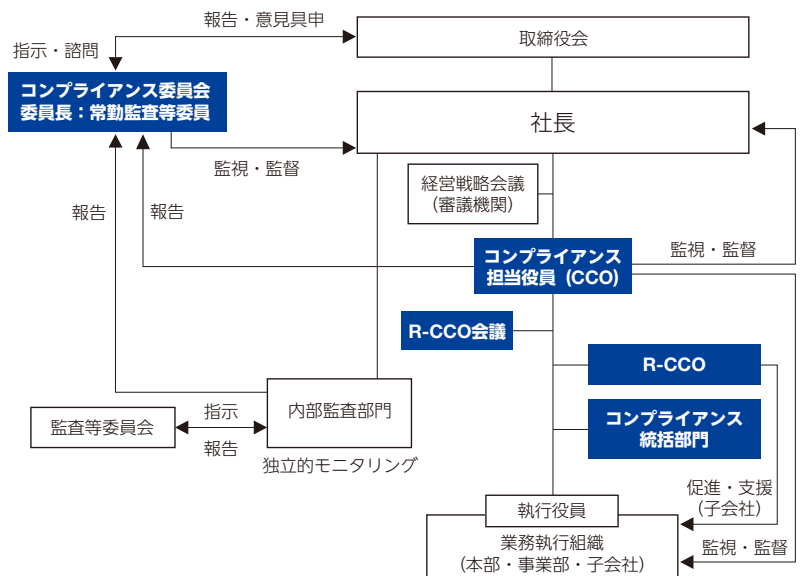 報告・意見具申
取締役会
指示・諮問
コンプライアンス委員会
委員長：常勤監査等委員
社長
監視・監督
経営戦略会議
(審議機関)
報告
報告
コンプライアンス
担当役員（CCO）
監視・監督
R-CCO会議
R-CCO
内部監査部門
指示
監査等委員会
報告
独立的モニタリング
コンプライアンス
統括部門
促進・支援
(子会社)
執行役員
業務執行組織
(本部・事業部・子会社)
監視・監督